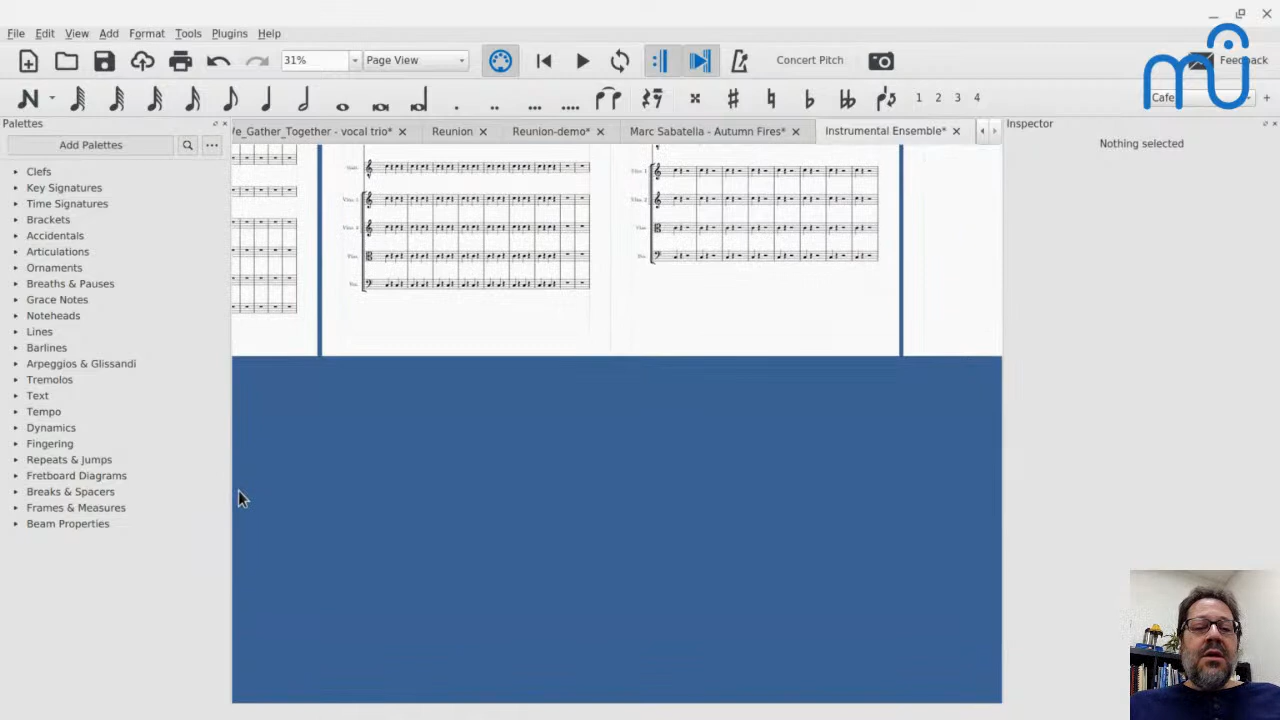 File Edit View Add Format Tools Plugins Help
31% Page View Concert Pitch Feedback
1 2 3 4 Cafe +
Palettes
/e_Gather_Together - vocal trio* Reunion Reunion-demo* Marc Sabatella - Autumn Fires* Instrumental Ensemble*
Inspector
Add Palettes
Nothing selected
Clefs
Key Signatures
Time Signatures
Brackets
Accidentals
Articulations
Ornaments
Breaths & Pauses
Grace Notes
Noteheads
Lines
Barlines
Arpeggios & Glissandi
Tremolos
Text
Tempo
Dynamics
Fingering
Repeats & Jumps
Fretboard Diagrams
Breaks & Spacers
Frames & Measures
Beam Properties